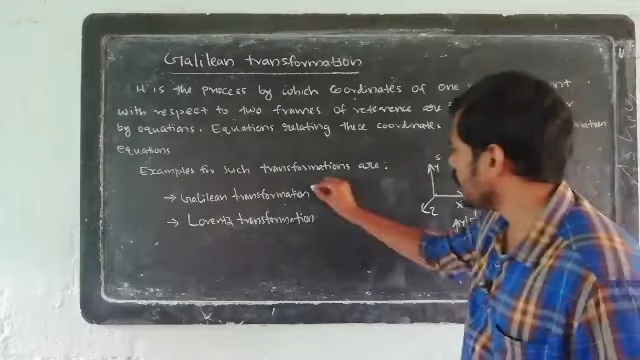 Galilean transformation
It is the process by which coordinates of one
with respect to two frames of reference are
by equations. Equations relating these coordinates
equations
Examples for such transformations are:
→ Galilean transformation
→ Lorentz transformation
S
Y
X
Z